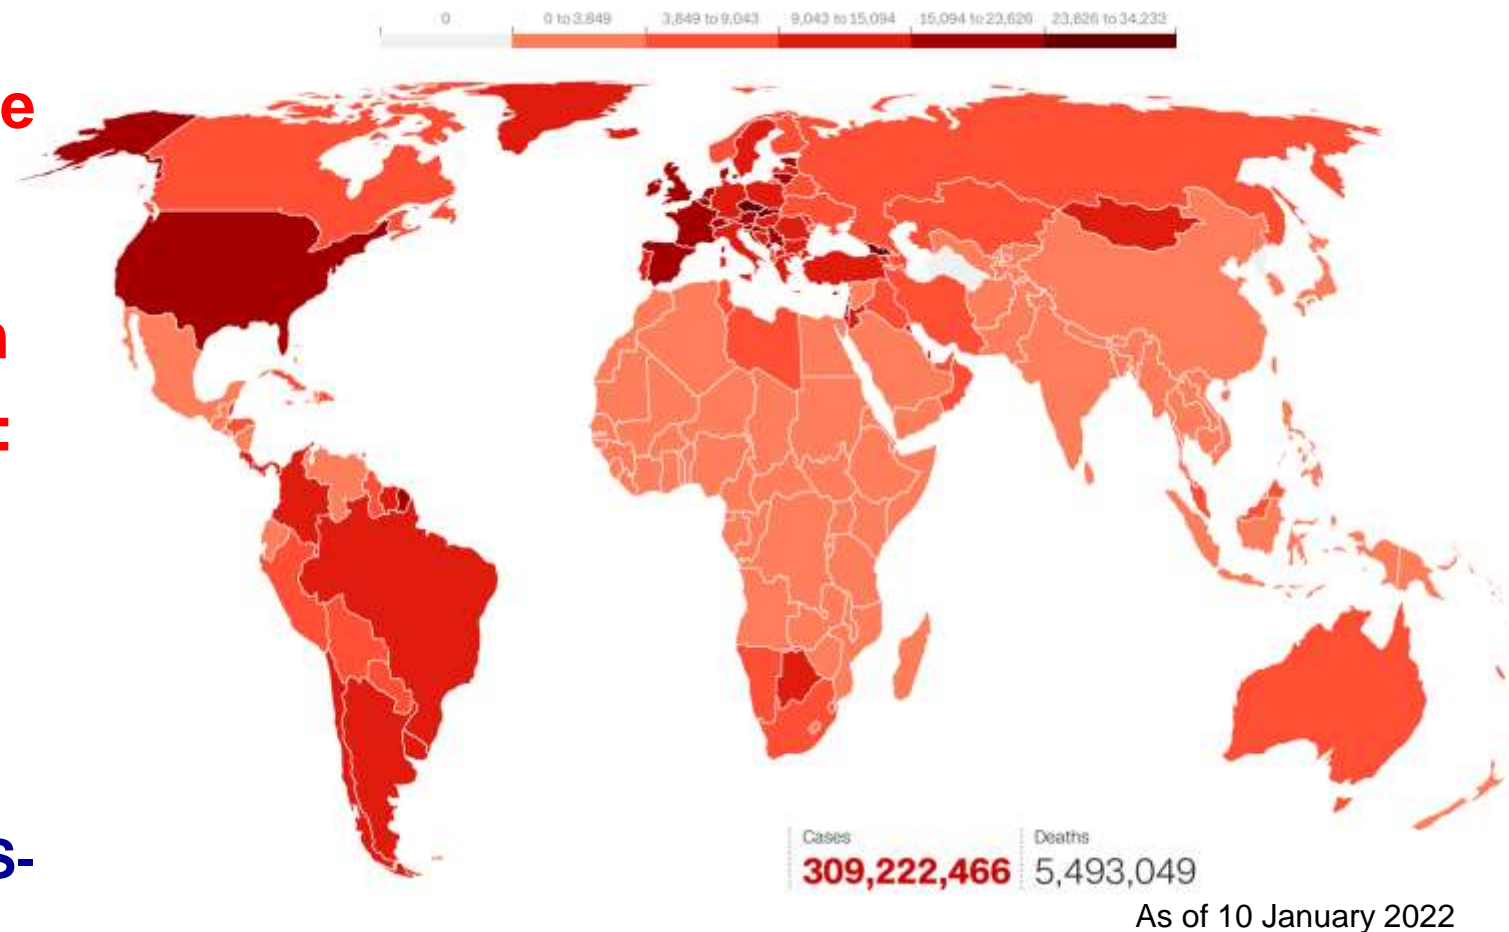 0 0 to 3,849 3,849 to 9,043 9,043 to 15,094 15,094 to 23,626 23,626 to 34,233
e
n
:
S-
Cases Deaths
309,222,466 5,493,049
As of 10 January 2022